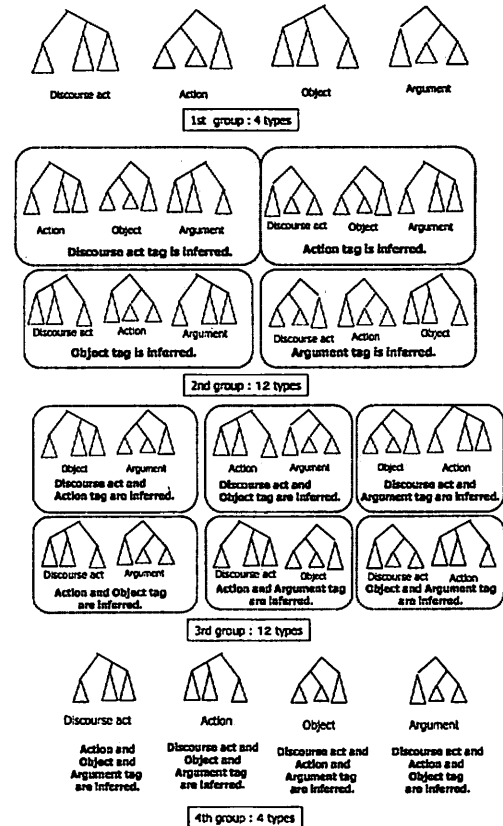 Discourse act Action Object Argument
1st group : 4 types
Action Object Argument
Discourse act tag is inferred.
Discourse act Object Argument
Action tag is inferred.
Discourse act Action Argument
Object tag is inferred.
Discourse act Action Object
Argument tag is inferred.
2nd group : 12 types
Object Argument
Discourse act and
Action tag are inferred.
Action Argument
Discourse act and
Object tag are inferred.
Object Action
Discourse act and
Argument tag are inferred.
Discourse act Argument
Action and Object tag
are inferred.
Discourse act Object
Action and Argument tag
are inferred.
Discourse act Action
Object and Argument tag
are inferred.
3rd group : 12 types
Discourse act Action Object Argument
Action and
Object and
Argument tag
are inferred.
Discourse act and
Object and
Argument tag
are inferred.
Discourse act and
Action and
Argument tag
are inferred.
Discourse act and
Action and
Object tag
are inferred.
4th group : 4 types